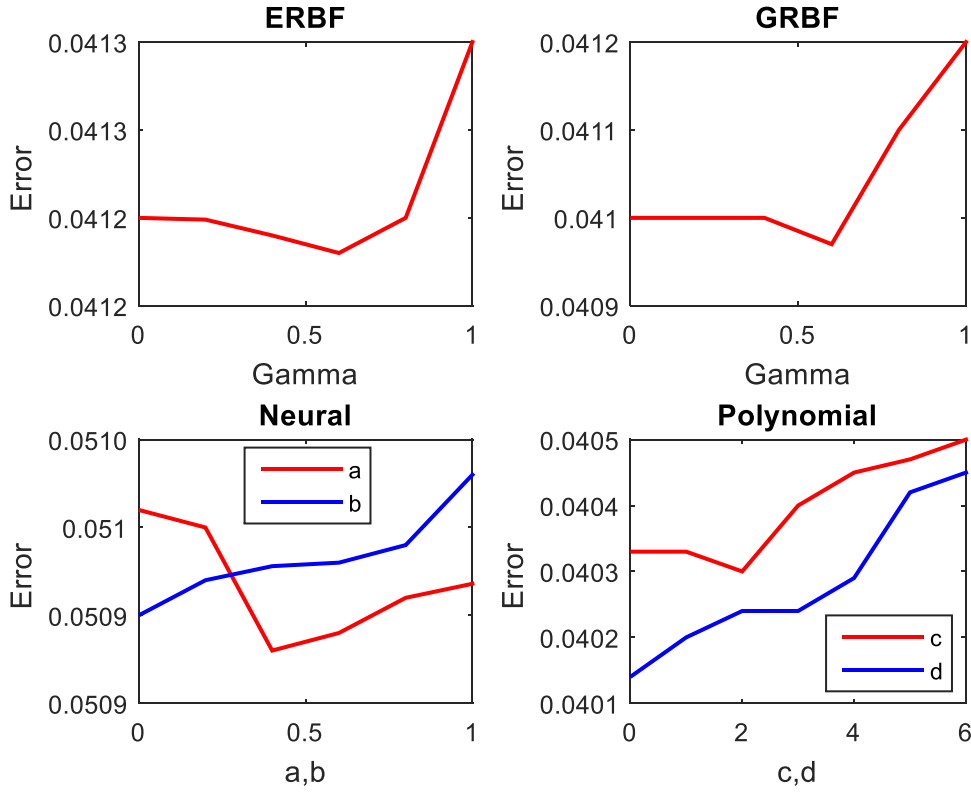 ERBF
0.0413
0.0413
0.0412
0.0412
Error
0
0.5
1
Gamma
GRBF
0.0412
0.0411
0.041
0.0409
Error
0
0.5
1
Gamma
Neural
0.0510
0.051
0.0509
0.0509
Error
a
b
0
0.5
1
a,b
Polynomial
0.0405
0.0404
0.0403
0.0402
0.0401
Error
c
d
0
2
4
6
c,d